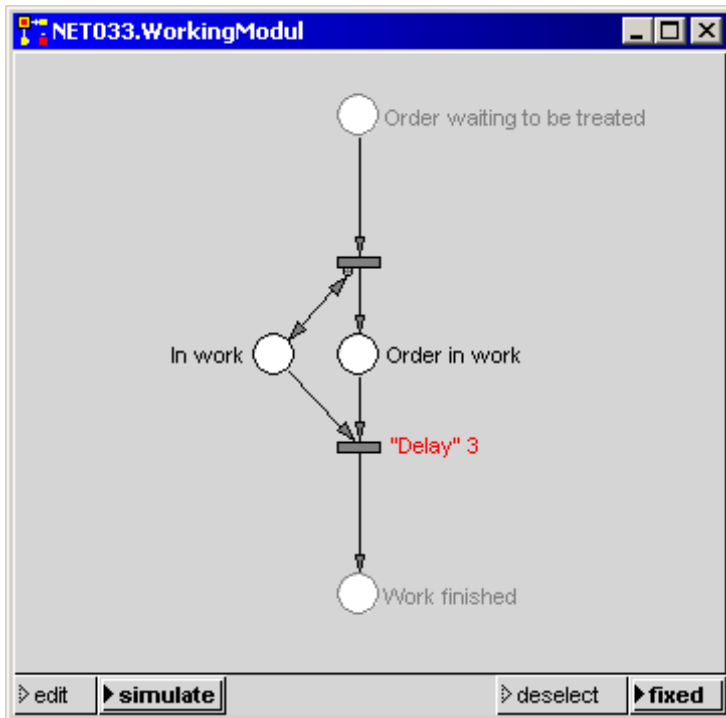 NET033.WorkingModul
Order waiting to be treated
In work
Order in work
"Delay" 3
Work finished
edit
simulate
deselect
fixed